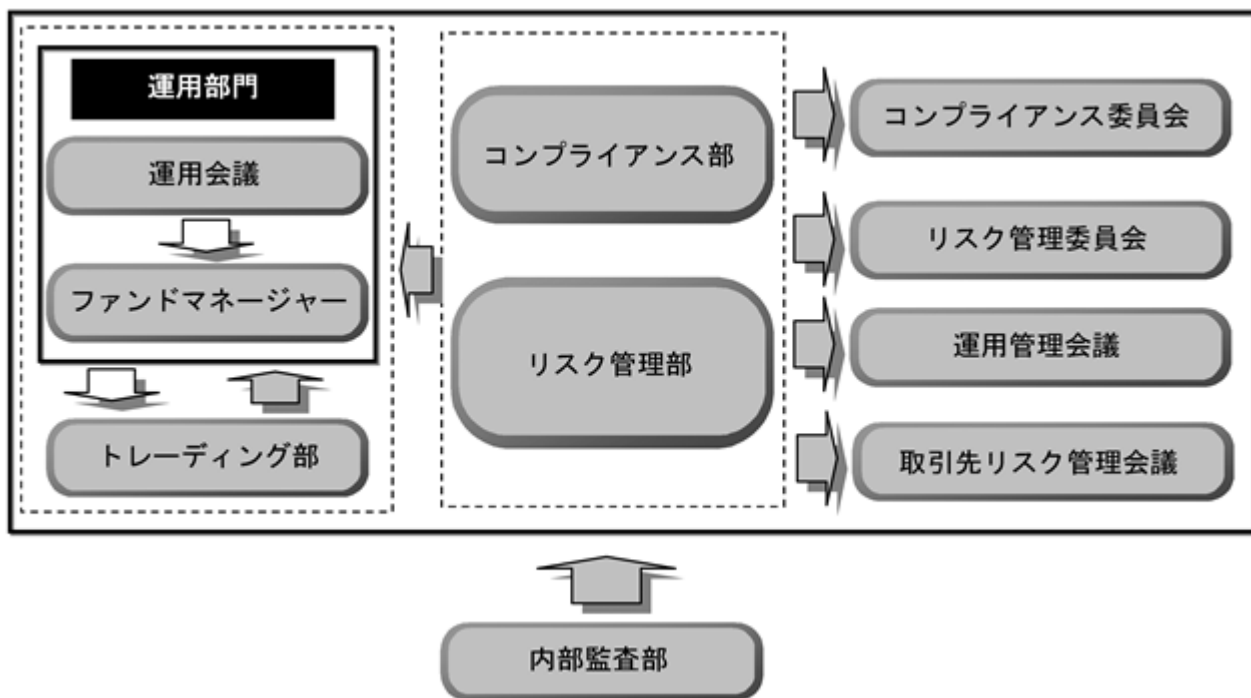 運用部門
運用会議
ファンドマネージャー
トレーディング部
コンプライアンス部
リスク管理部
コンプライアンス委員会
リスク管理委員会
運用管理会議
取引先リスク管理会議
内部監査部